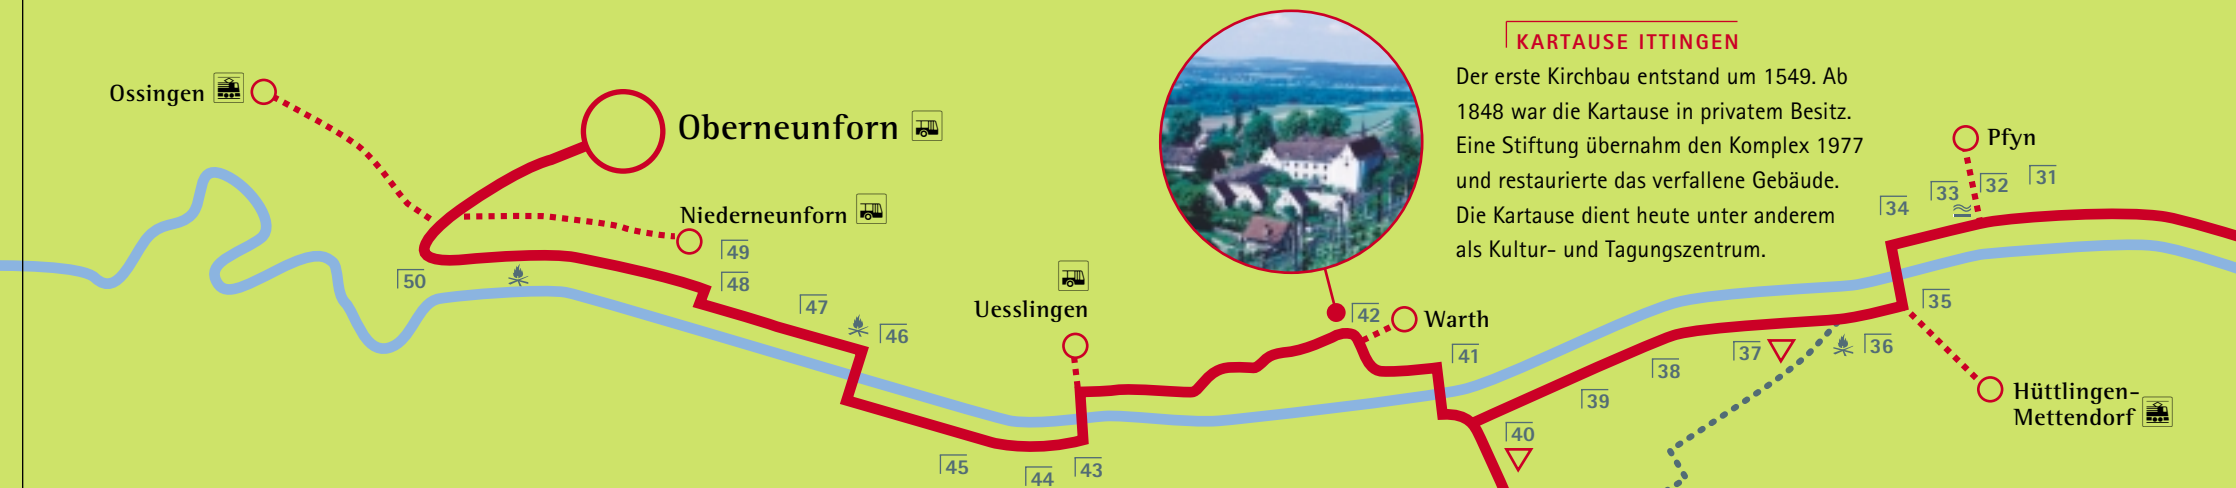 KARTAUSE ITTINGEN
Der erste Kirchbau entstand um 1549. Ab
1848 war die Kartause in privatem Besitz.
Eine Stiftung übernahm den Komplex 1977
und restaurierte das verfallene Gebäude.
Die Kartause dient heute unter anderem
als Kultur- und Tagungszentrum.
Ossingen
Oberneunforn
Niederneunforn
Uesslingen
Warth
Pfyn
Hüttlingen-
Mettendorf
50
49
48
47
46
45
44
43
42
41
40
39
38
37
36
35
34
33
32
31